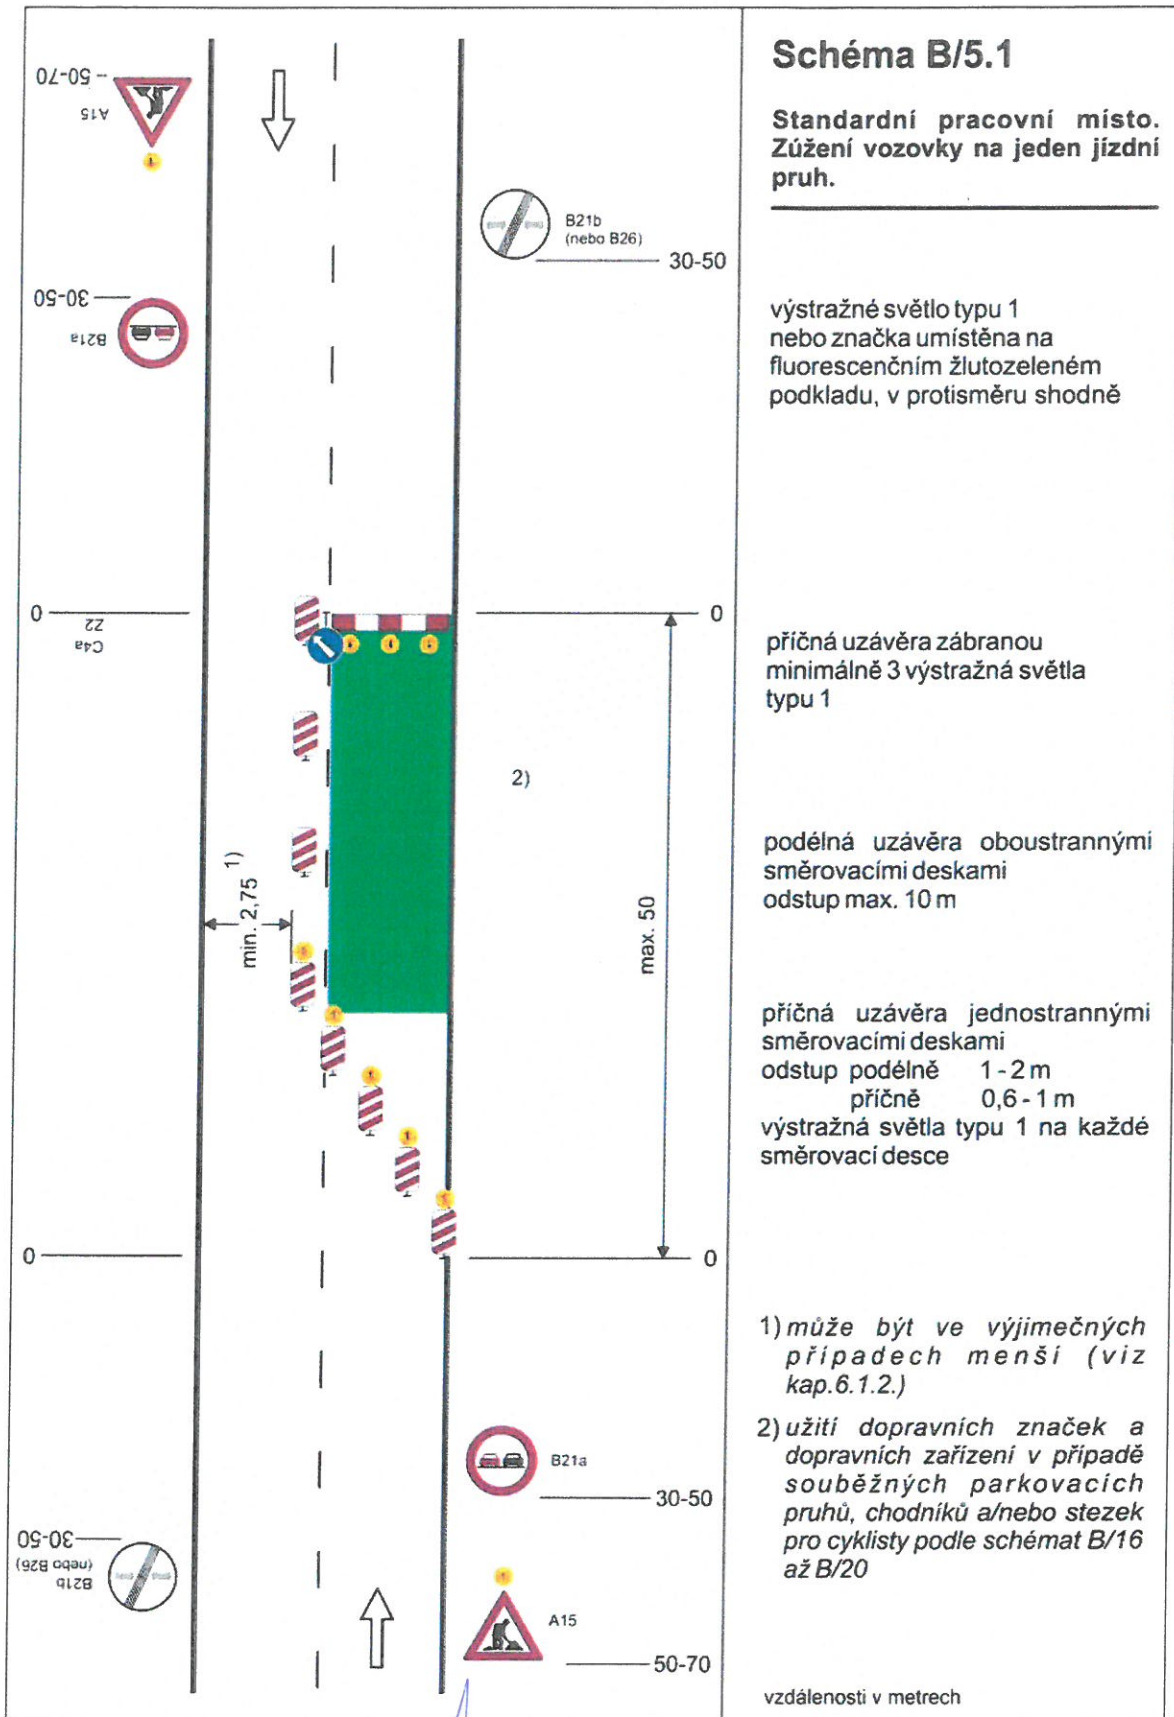 Schéma B/5.1
Standardní pracovní místo.
Zúžení vozovky na jeden jízdní
pruh.
50-70
A15
B21b
(nebo B26)
30-50
30-50
B21a
výstražné světlo typu 1
nebo značka umístěna na
fluorescenčním žlutozeleném
podkladu, v protisměru shodně
0
Z2
C4a
0
příčná uzávěra zábranou
minimálně 3 výstražná světla
typu 1
2)
podélná uzávěra oboustrannými
směrovacími deskami
odstup max. 10 m
min. 2,75 1)
max. 50
příčná uzávěra jednostrannými
směrovacími deskami
odstup podélně 1 - 2 m
příčně 0,6 - 1 m
výstražná světla typu 1 na každé
směrovací desce
0
0
1) může být ve výjimečných
případech menší (viz
kap.6.1.2.)
2) užití dopravních značek a
dopravních zařízení v případě
souběžných parkovacích
pruhů, chodníků a/nebo stezek
pro cyklisty podle schémat B/16
až B/20
B21a
30-50
30-50
B21b
(nebo B26)
A15
50-70
vzdálenosti v metrech